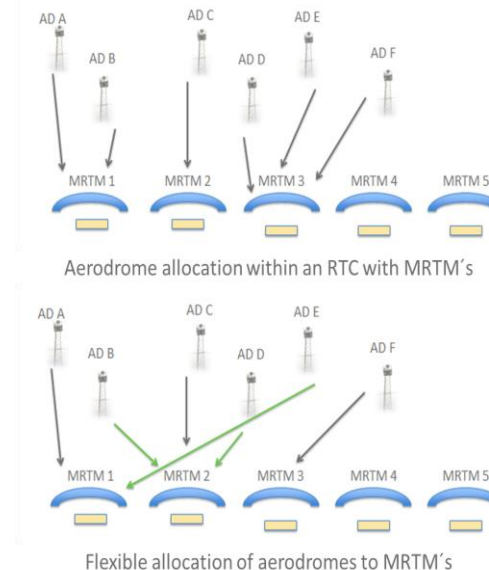 AD A
AD B
AD C
AD D
AD E
AD F
MRTM 1 MRTM 2 MRTM 3 MRTM 4 MRTM 5
Aerodrome allocation within an RTC with MRTM´s
AD A
AD B
AD C
AD D
AD E
AD F
MRTM 1 MRTM 2 MRTM 3 MRTM 4 MRTM 5
Flexible allocation of aerodromes to MRTM´s